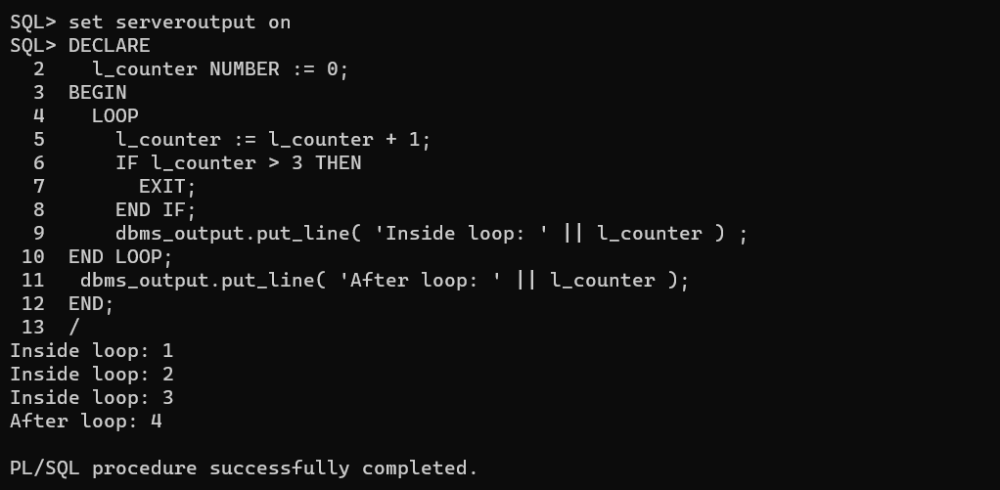 SQL> set serveroutput on
SQL> DECLARE
  2    l_counter NUMBER := 0;
  3  BEGIN
  4    LOOP
  5      l_counter := l_counter + 1;
  6      IF l_counter > 3 THEN
  7        EXIT;
  8      END IF;
  9      dbms_output.put_line( 'Inside loop: ' || l_counter ) ;
 10  END LOOP;
 11   dbms_output.put_line( 'After loop: ' || l_counter );
 12  END;
 13  /
Inside loop: 1
Inside loop: 2
Inside loop: 3
After loop: 4

PL/SQL procedure successfully completed.